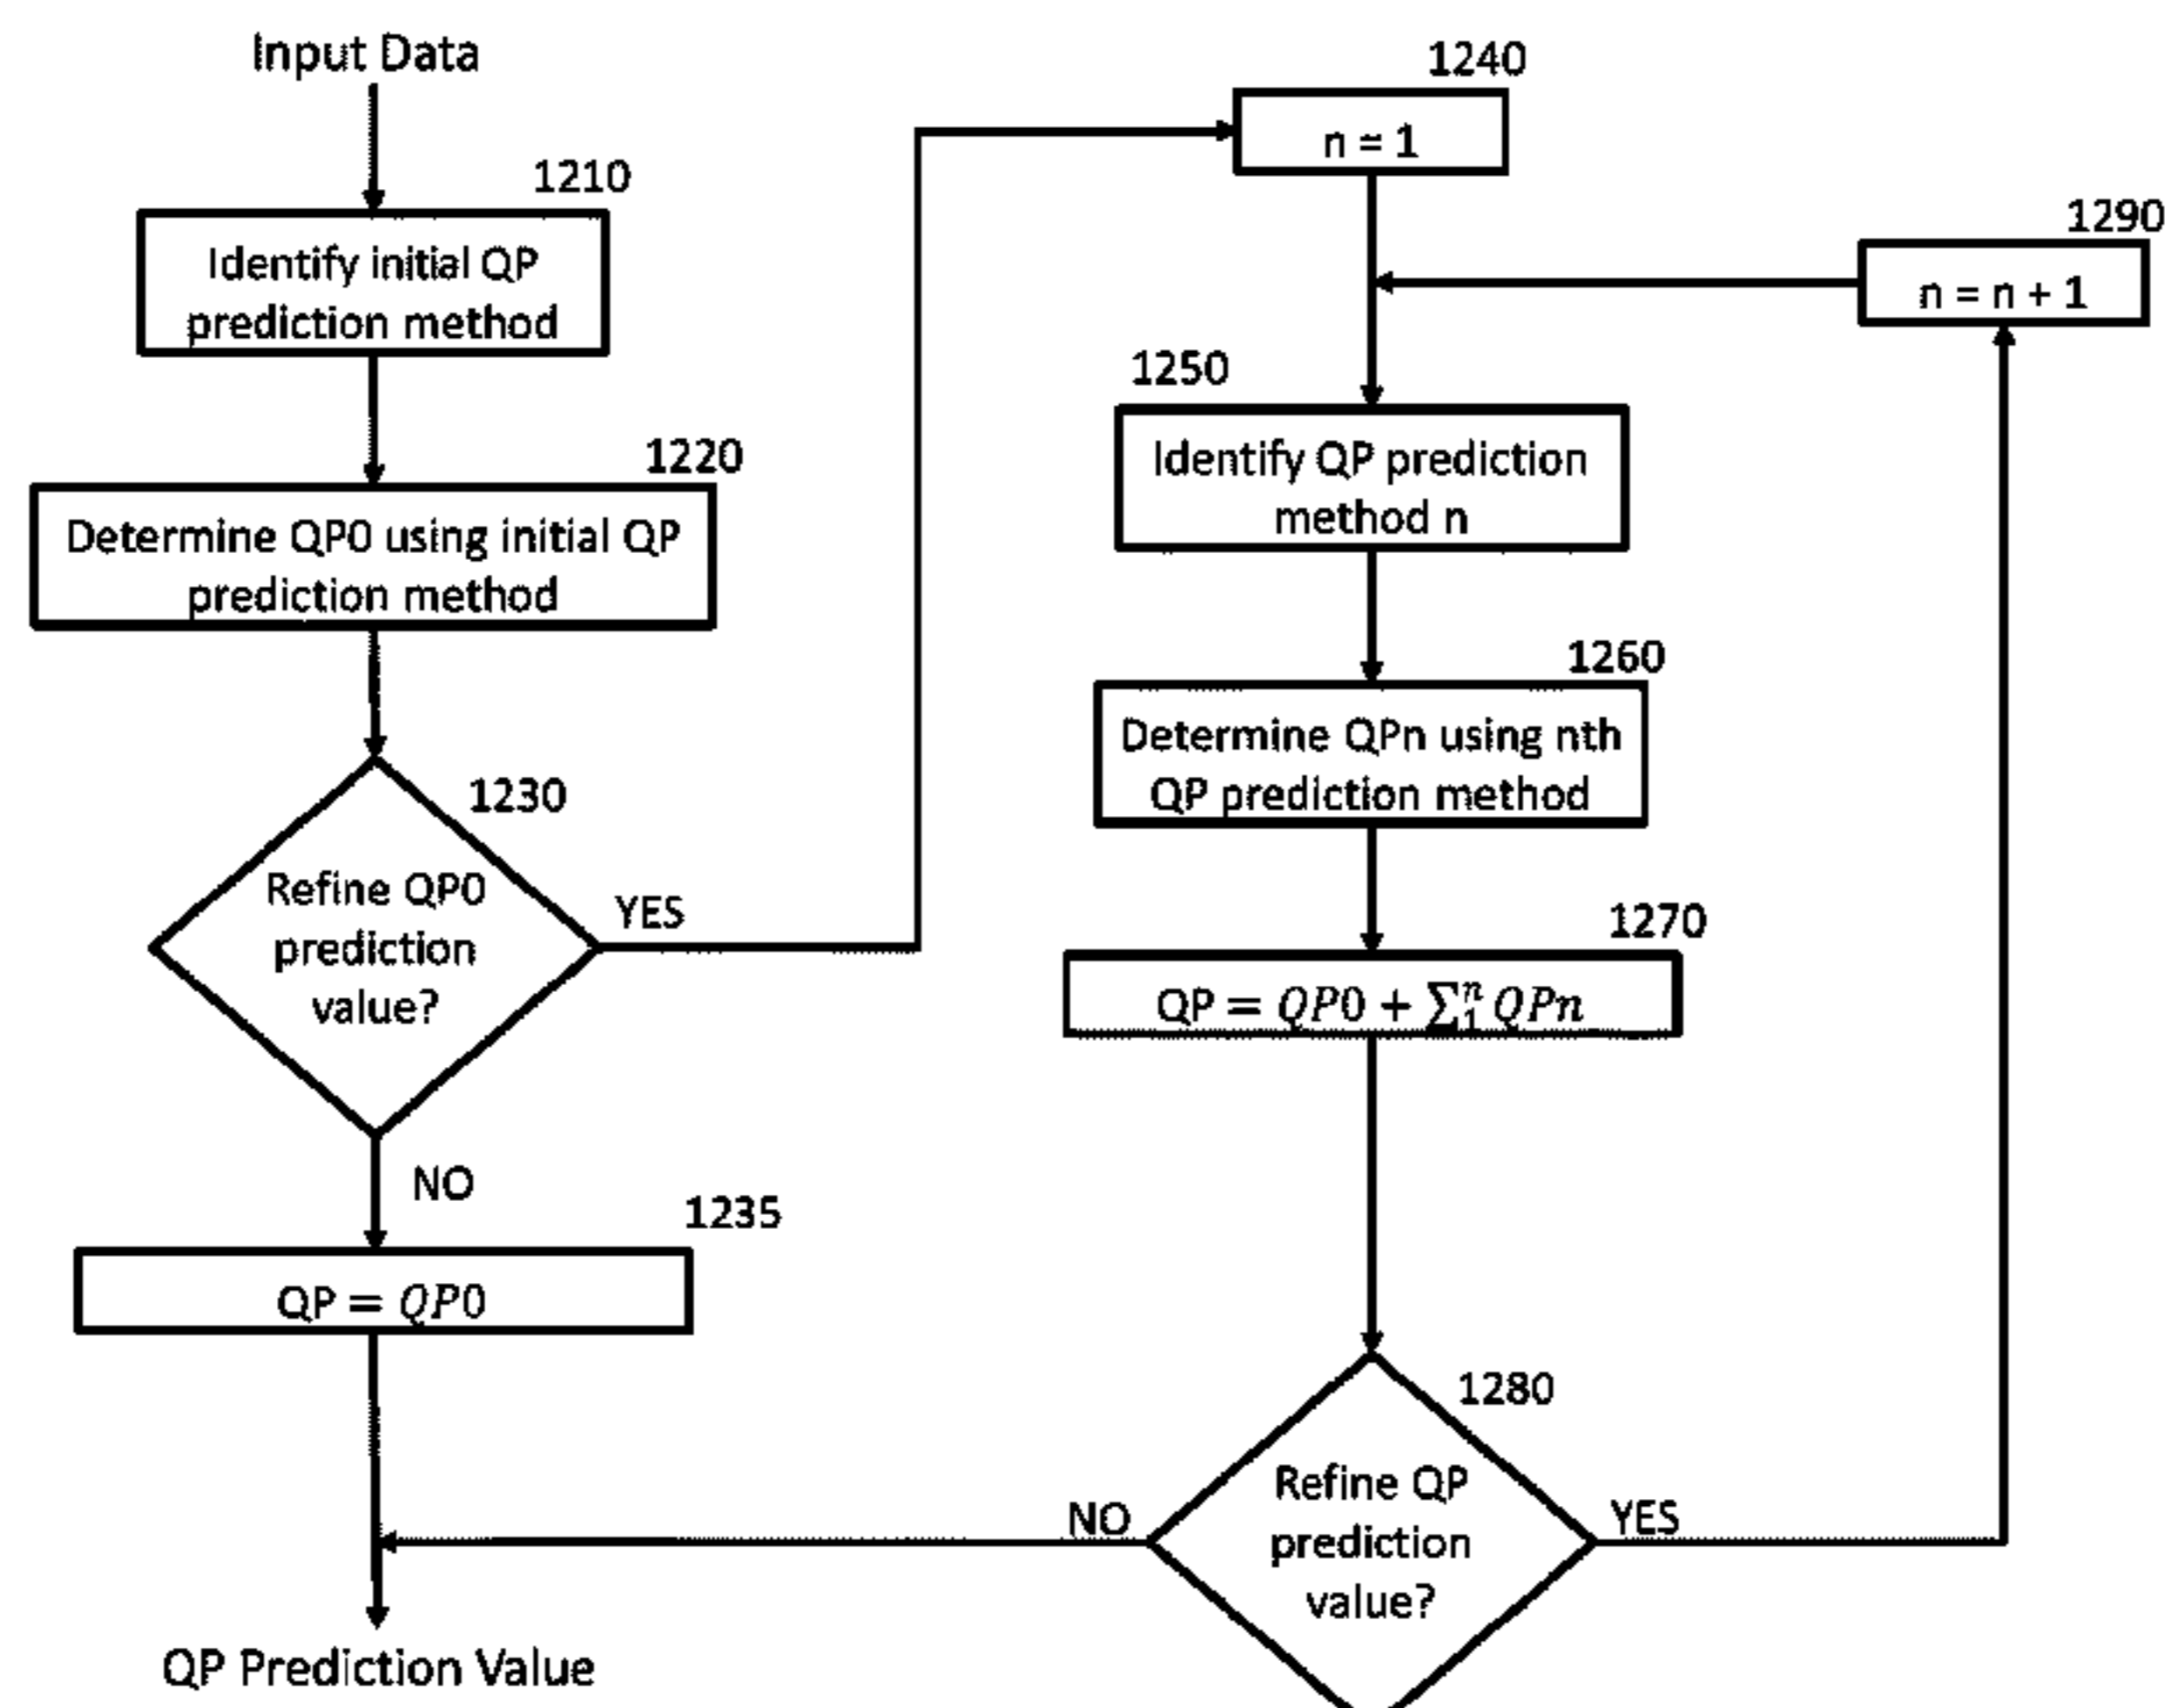 Input Data
1210
Identify initial QP
prediction method
1220
Determine QP0 using initial QP
prediction method
1230
Refine QP0
prediction
value?
YES
NO
1235
QP = QP0
QP Prediction Value
1240
n = 1
1290
n = n + 1
1250
Identify QP prediction
method n
1260
Determine QPn using nth
QP prediction method
1270
QP = QP0 + ∑₁ⁿ QPn
1280
Refine QP
prediction
value?
NO
YES